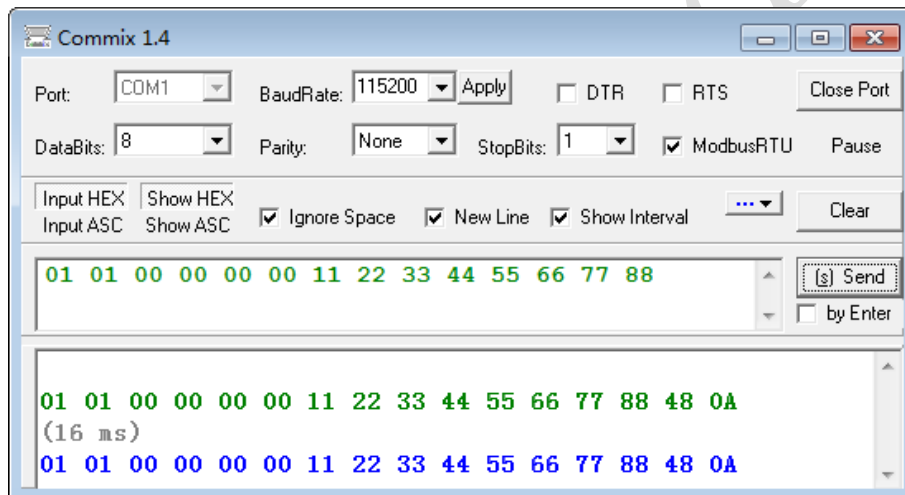 Commix 1.4
Port: COM1 BaudRate: 115200 Apply DTR RTS Close Port
DataBits: 8 Parity: None StopBits: 1 ModbusRTU Pause
Input HEX Show HEX
Input ASC Show ASC
Ignore Space New Line Show Interval ... Clear
01 01 00 00 00 00 11 22 33 44 55 66 77 88
(s) Send
by Enter
01 01 00 00 00 00 11 22 33 44 55 66 77 88 48 0A
(16 ms)
01 01 00 00 00 00 11 22 33 44 55 66 77 88 48 0A